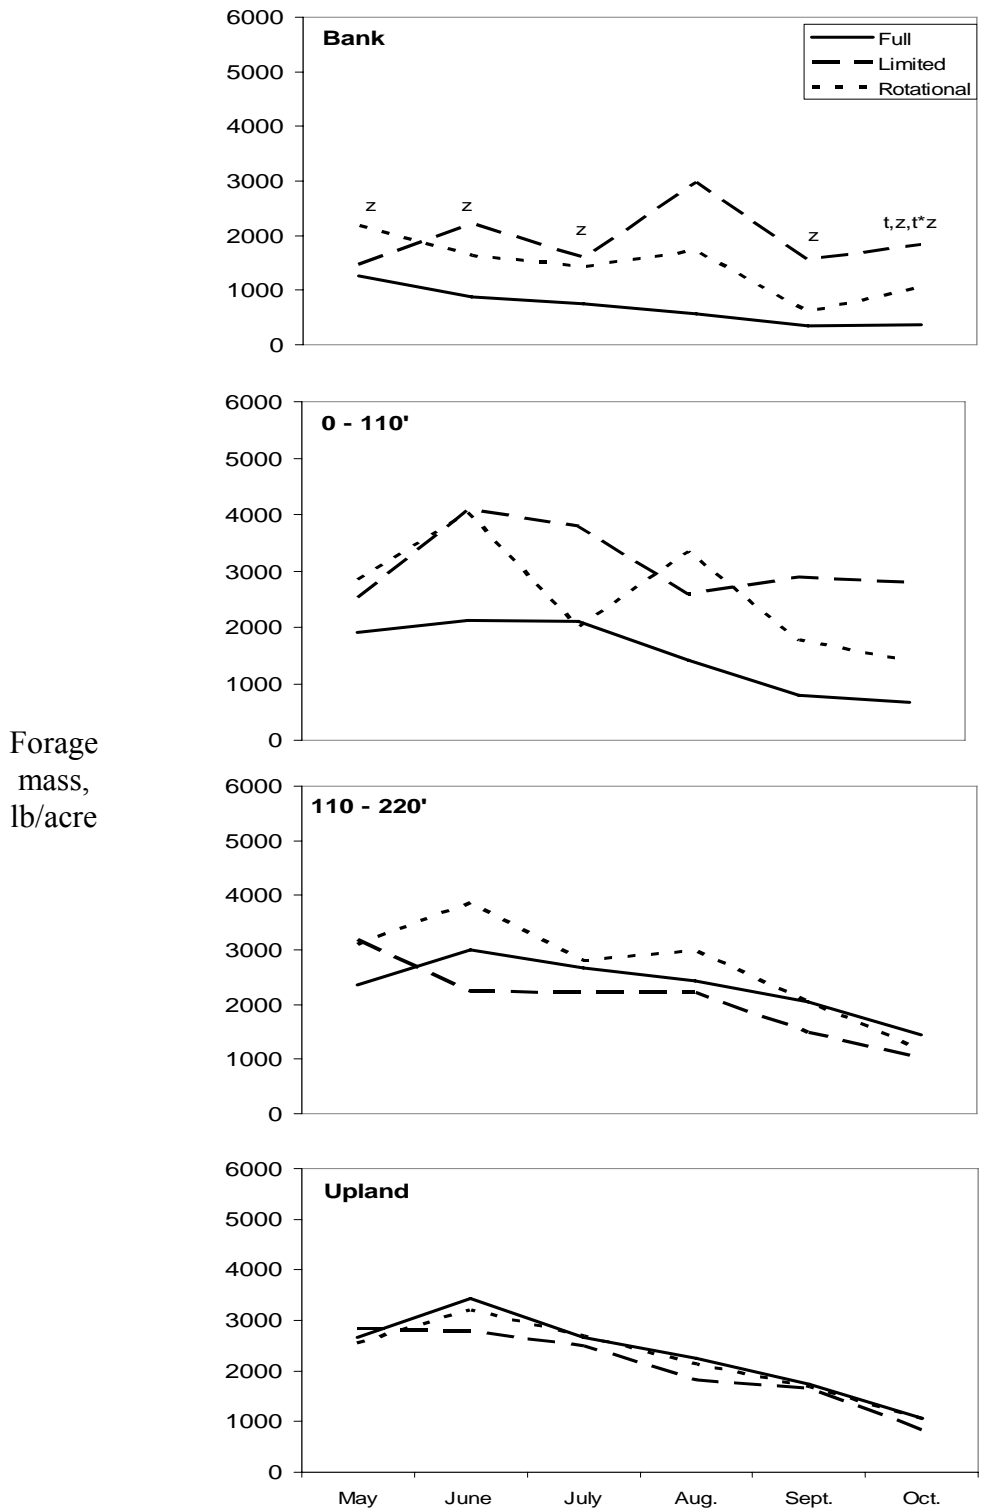 6000
Bank
Full
5000
Limited
Rotational
4000
3000
z
z
z
z
t,z,t*z
2000
1000
0
6000
0 - 110'
5000
4000
3000
2000
1000
0
Forage
mass,
lb/acre
6000
110 - 220'
5000
4000
3000
2000
1000
0
6000
Upland
5000
4000
3000
2000
1000
0
May June July Aug. Sept. Oct.